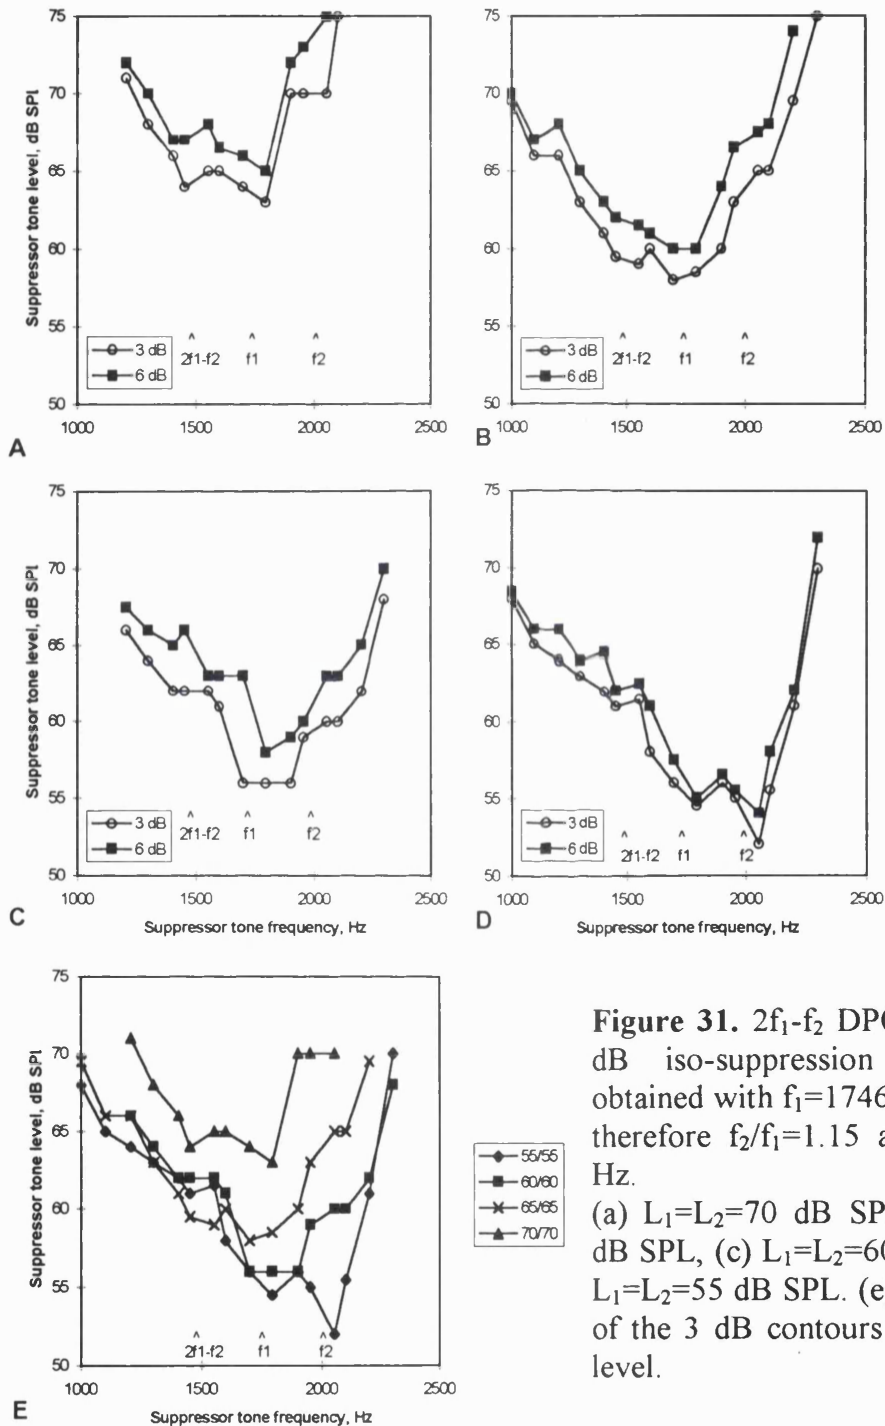 75
70
65
60
55
50
Suppressor tone level, dB SPL
3 dB
6 dB
^ ^ ^
2f1-f2 f1 f2
1000 1500 2000 2500
A
75
70
65
60
55
50
3 dB
6 dB
^ ^ ^
2f1-f2 f1 f2
1000 1500 2000 2500
B
75
70
65
60
55
50
Suppressor tone level, dB SPL
3 dB
6 dB
^ ^ ^
2f1-f2 f1 f2
1000 1500 2000 2500
Suppressor tone frequency, Hz
C
75
70
65
60
55
50
3 dB
6 dB
^ ^ ^
2f1-f2 f1 f2
1000 1500 2000 2500
Suppressor tone frequency, Hz
D
75
70
65
60
55
50
Suppressor tone level, dB SPL
^ ^ ^
2f1-f2 f1 f2
1000 1500 2000 2500
Suppressor tone frequency, Hz
E
55/55
60/60
65/65
70/70
Figure 31. 2f₁-f₂ DPO
dB iso-suppression
obtained with f₁=1746
therefore f₂/f₁=1.15 a
Hz.
(a) L₁=L₂=70 dB SP
dB SPL, (c) L₁=L₂=60
L₁=L₂=55 dB SPL. (e
of the 3 dB contours
level.